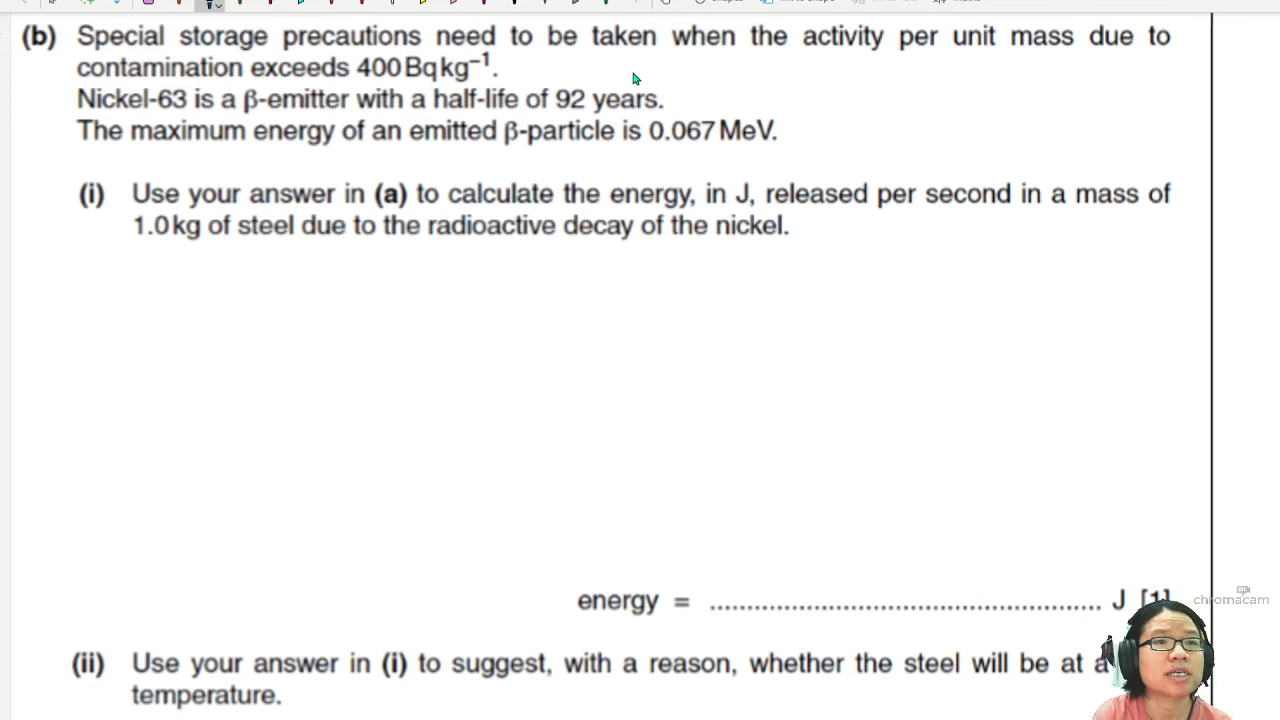 (b) Special storage precautions need to be taken when the activity per unit mass due to
contamination exceeds 400 Bq kg⁻¹.
Nickel-63 is a β-emitter with a half-life of 92 years.
The maximum energy of an emitted β-particle is 0.067 MeV.
(i) Use your answer in (a) to calculate the energy, in J, released per second in a mass of
1.0 kg of steel due to the radioactive decay of the nickel.
energy = .................................................... J [1]
chromacam
(ii) Use your answer in (i) to suggest, with a reason, whether the steel will be at a
temperature.